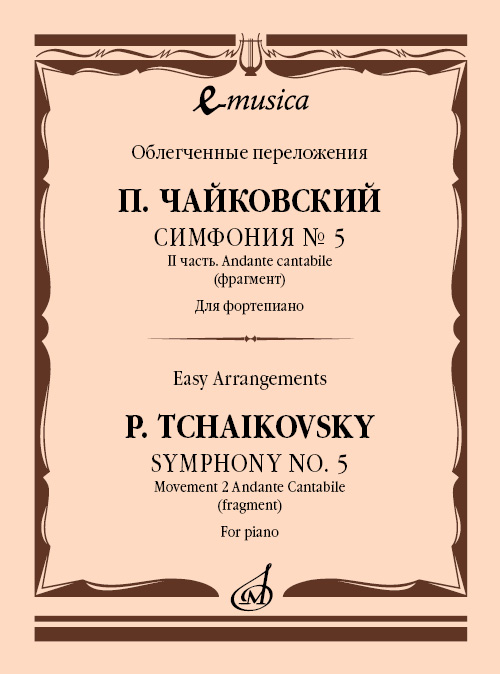 e-musica
Облегченные переложения
П. ЧАЙКОВСКИЙ
СИМФОНИЯ № 5
II часть. Andante cantabile
(фрагмент)
Для фортепиано
Easy Arrangements
P. TCHAIKOVSKY
SYMPHONY NO. 5
Movement 2 Andante Cantabile
(fragment)
For piano